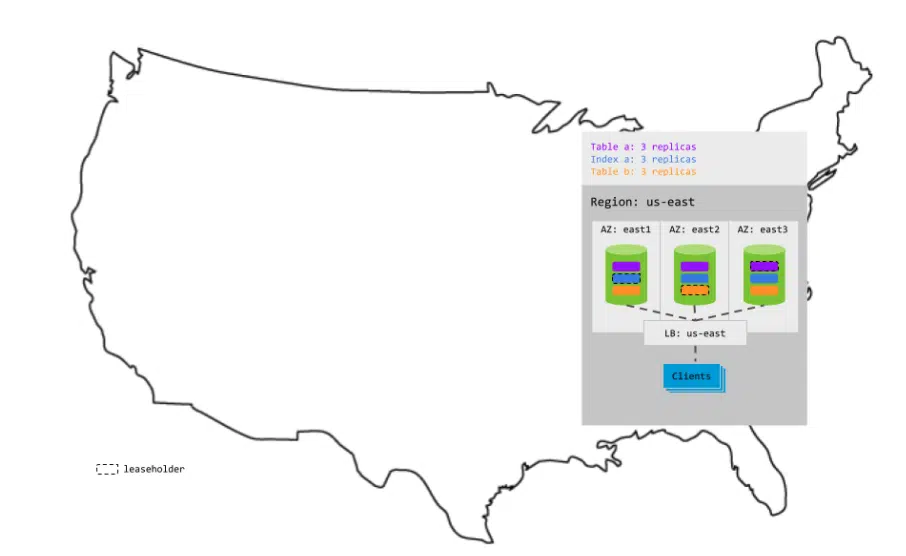 Table a: 3 replicas
Index a: 3 replicas
Table b: 3 replicas
Region: us-east
AZ: east1 AZ: east2 AZ: east3
LB: us-east
Clients
leaseholder